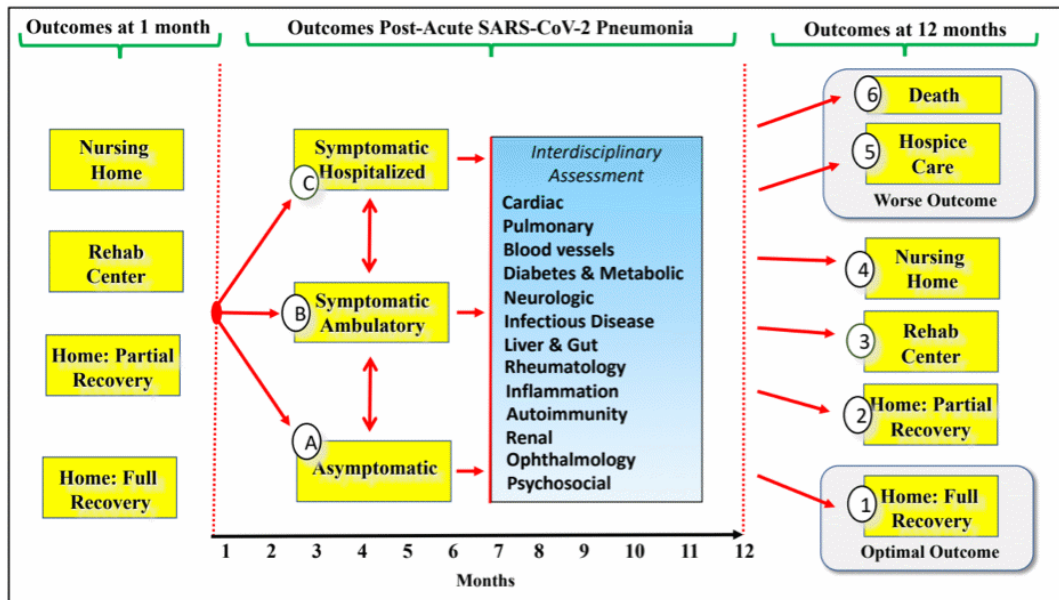 Outcomes at 1 month
Outcomes Post-Acute SARS-CoV-2 Pneumonia
Outcomes at 12 months
Nursing
Home
Rehab
Center
Home: Partial
Recovery
Home: Full
Recovery
C
Symptomatic
Hospitalized
B
Symptomatic
Ambulatory
A
Asymptomatic
Interdisciplinary
Assessment
Cardiac
Pulmonary
Blood vessels
Diabetes & Metabolic
Neurologic
Infectious Disease
Liver & Gut
Rheumatology
Inflammation
Autoimmunity
Renal
Ophthalmology
Psychosocial
6
Death
5
Hospice
Care
Worse Outcome
4
Nursing
Home
3
Rehab
Center
2
Home: Partial
Recovery
1
Home: Full
Recovery
Optimal Outcome
1 2 3 4 5 6 7 8 9 10 11 12
Months